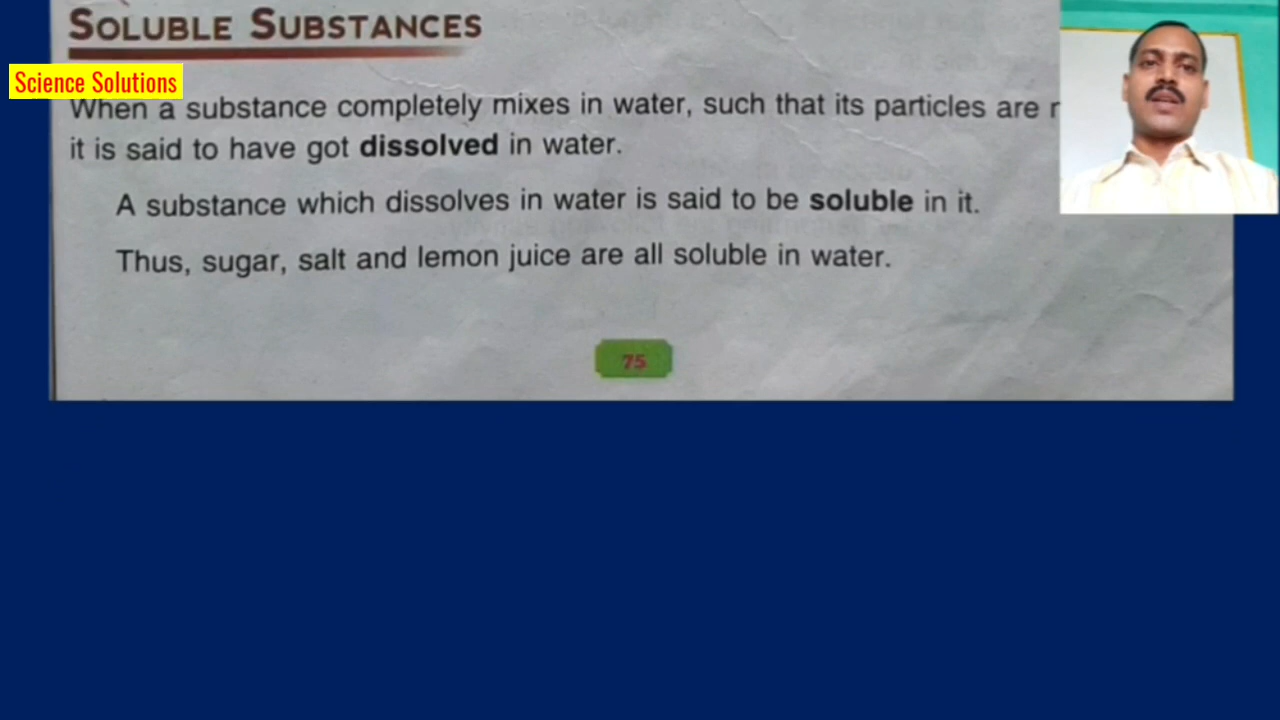 SOLUBLE SUBSTANCES
Science Solutions
When a substance completely mixes in water, such that its particles are
it is said to have got dissolved in water.
A substance which dissolves in water is said to be soluble in it.
Thus, sugar, salt and lemon juice are all soluble in water.
75